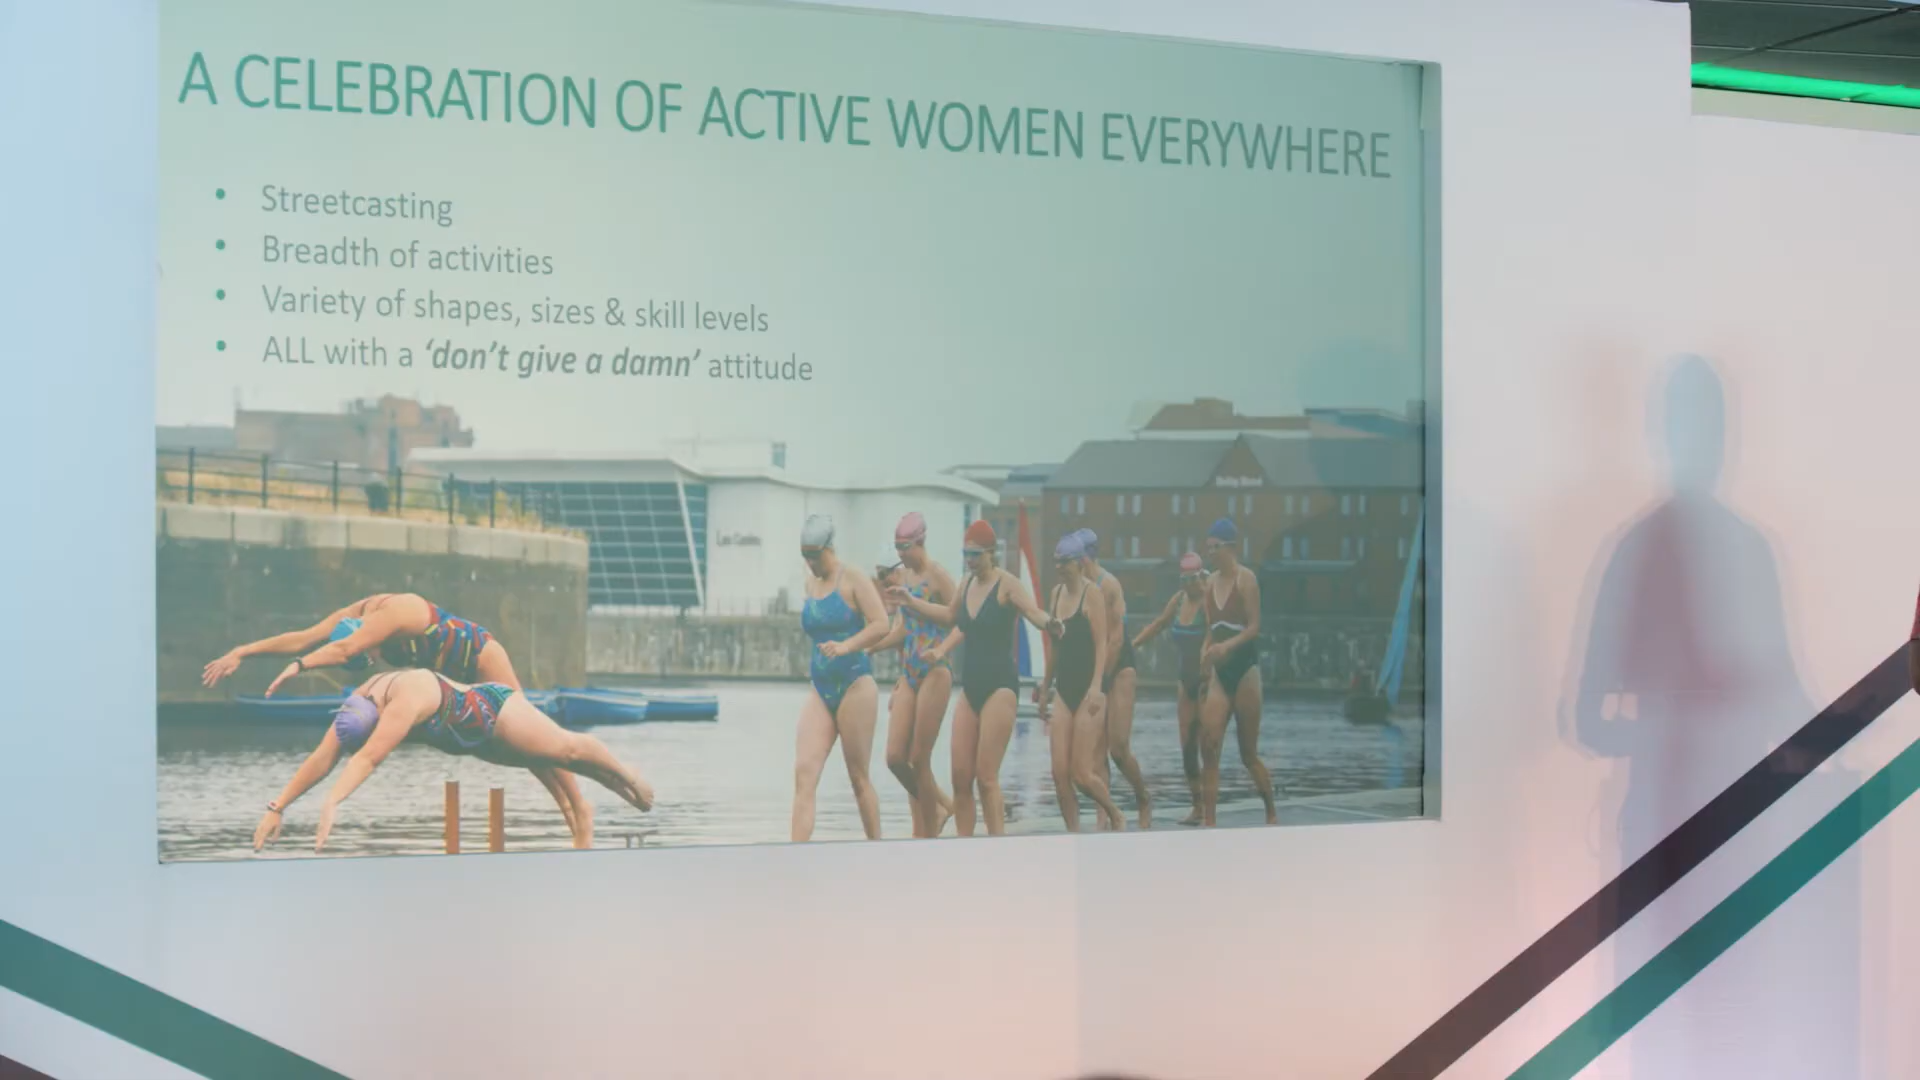 A CELEBRATION OF ACTIVE WOMEN EVERYWHERE
• Streetcasting
• Breadth of activities
• Variety of shapes, sizes & skill levels
• ALL with a ‘don’t give a damn’ attitude